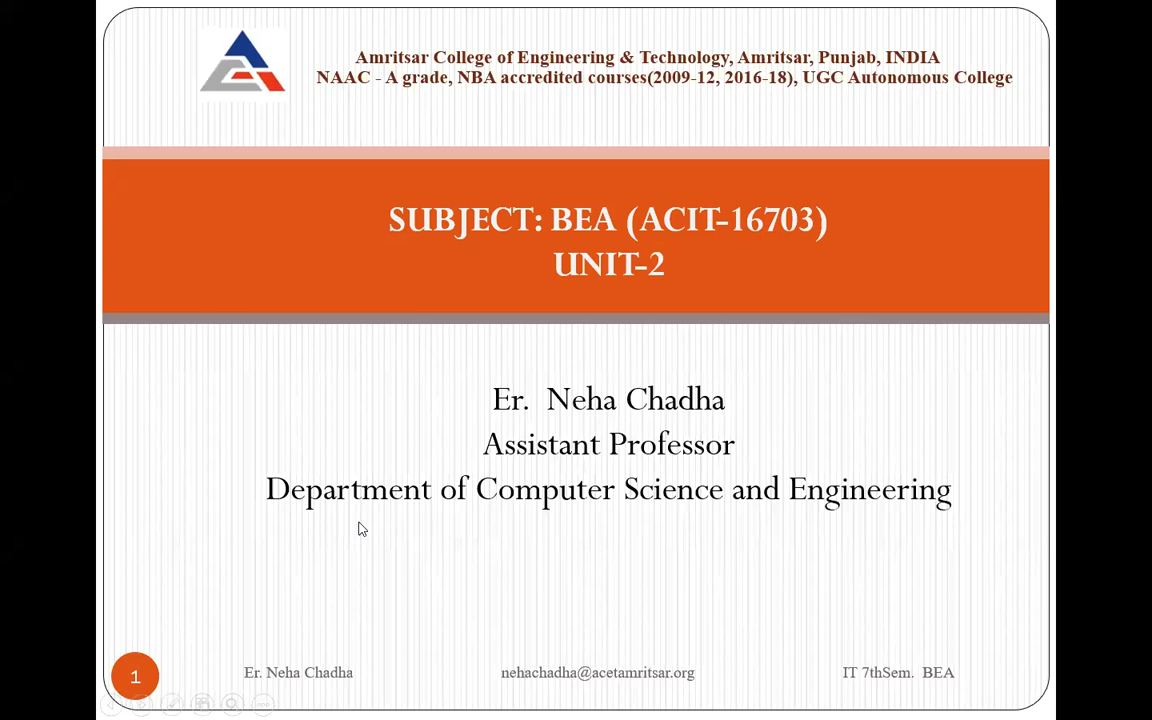 Amritsar College of Engineering & Technology, Amritsar, Punjab, INDIA
NAAC - A grade, NBA accredited courses(2009-12, 2016-18), UGC Autonomous College
SUBJECT: BEA (ACIT-16703)
UNIT-2
Er. Neha Chadha
Assistant Professor
Department of Computer Science and Engineering
1
Er. Neha Chadha
nehachadha@acetamritsar.org
IT 7thSem. BEA